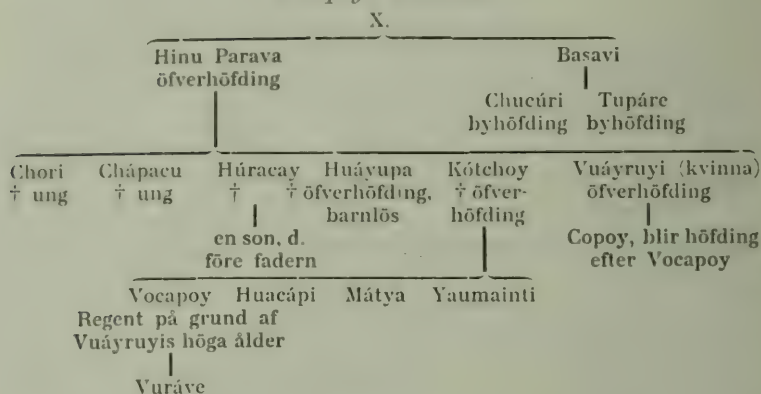 X.
Hinu Parava Basavi
öfverhöfding
Chucúri Tupáre
byhöfding byhöfding
Chori Chápacu Húracay Huáyupa Kótchoy Vuáyruyi (kvinna)
† ung † ung † † öfverhöfding, † öfver- öfverhöfding
barnlös höfding
en son, d. Copoy, blir höfding
före fadern efter Vocapoy
Vocapoy Huacápi Mátya Yaumainti
Regent på grund af
Vuáyruyis höga ålder
Vuráve